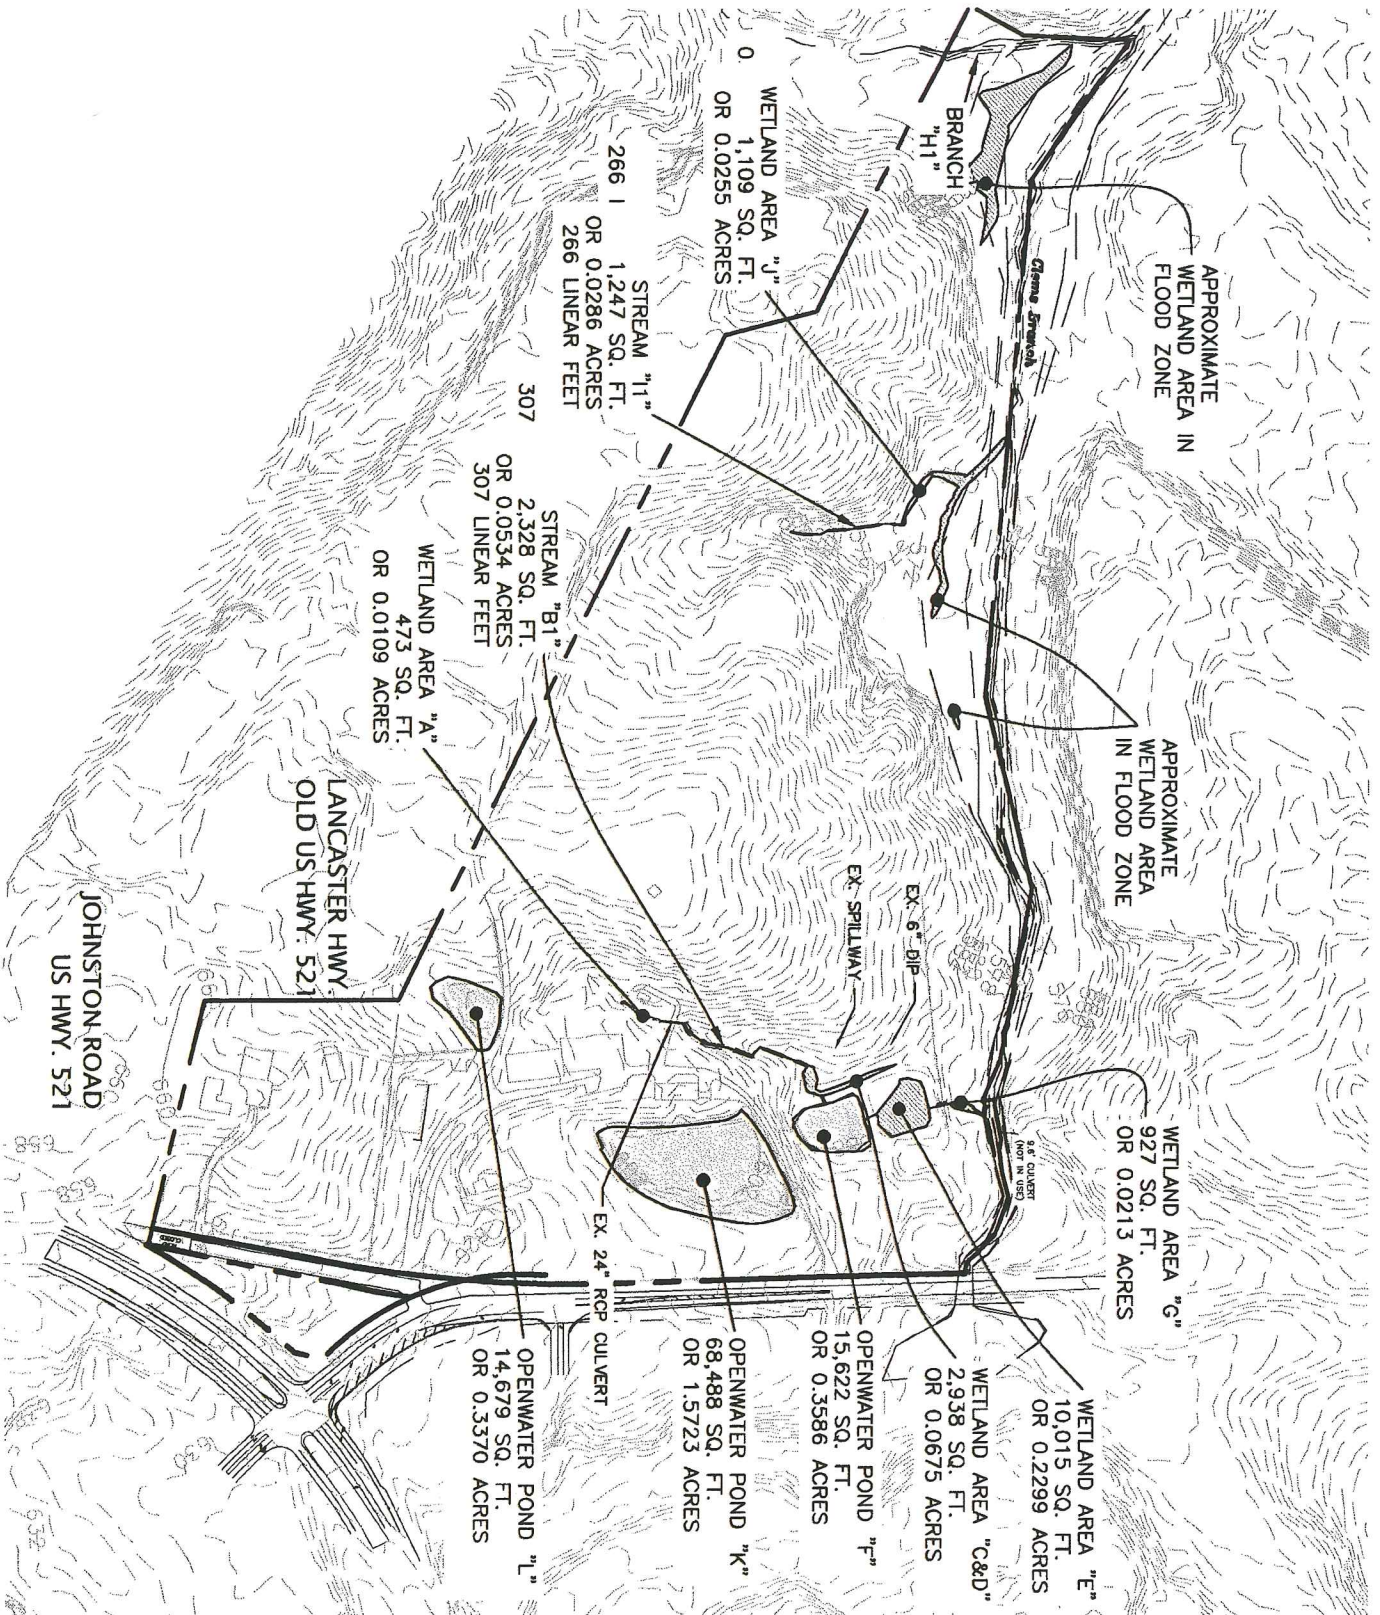 APPROXIMATE
WETLAND AREA IN
FLOOD ZONE
APPROXIMATE
WETLAND AREA
IN FLOOD ZONE
WETLAND AREA "G"
927 SQ. FT.
OR 0.0213 ACRES
WETLAND AREA "E"
10,015 SQ. FT.
OR 0.2299 ACRES
WETLAND AREA "C&D"
2,938 SQ. FT.
OR 0.0675 ACRES
OPENWATER POND "F"
15,622 SQ. FT.
OR 0.3586 ACRES
OPENWATER POND "K"
68,488 SQ. FT.
OR 1.5723 ACRES
OPENWATER POND "L"
14,679 SQ. FT.
OR 0.3370 ACRES
BRANCH
"H1"
Clems Branch
9.6' CULVERT
(NOT IN USE)
EX. 6" DIP
EX. SPILLWAY
EX. 24" RCP CULVERT
0
WETLAND AREA "J"
1,109 SQ. FT.
OR 0.0255 ACRES
266 1
STREAM "I1"
1,247 SQ. FT.
OR 0.0286 ACRES
266 LINEAR FEET
307
STREAM "B1"
2,328 SQ. FT.
OR 0.0534 ACRES
307 LINEAR FEET
WETLAND AREA "A"
473 SQ. FT.
OR 0.0109 ACRES
LANCASTER HWY.
OLD US HWY. 521
JOHNSTON ROAD
US HWY. 521